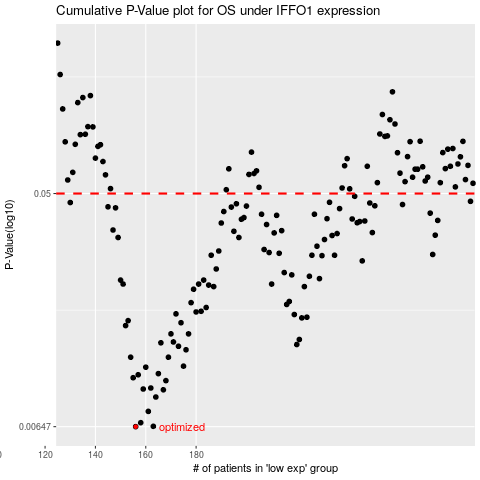 Cumulative P-Value plot for OS under IFFO1 expression
P-Value(log10)
0.05
0.00647
optimized
0 120 140 160 180
# of patients in 'low exp' group